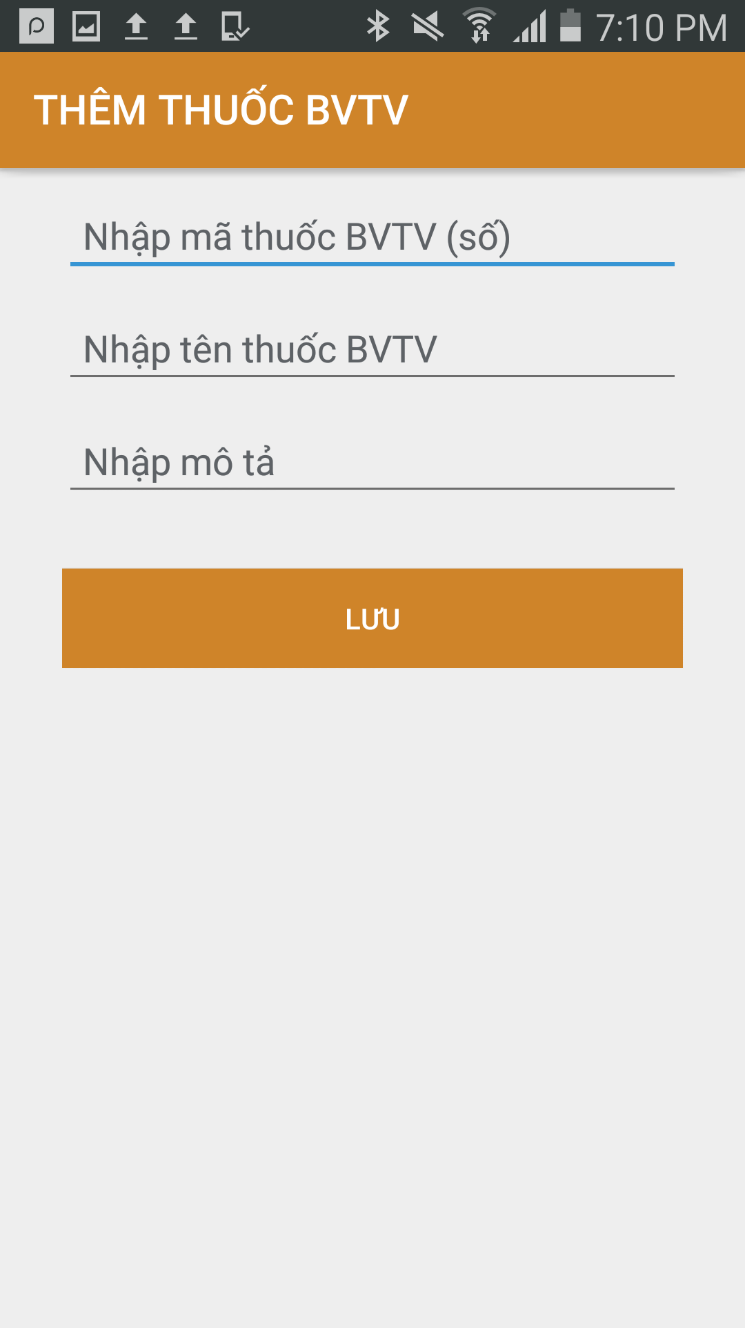 7:10 PM
THÊM THUỐC BVTV
Nhập mã thuốc BVTV (số)
Nhập tên thuốc BVTV
Nhập mô tả
LƯU